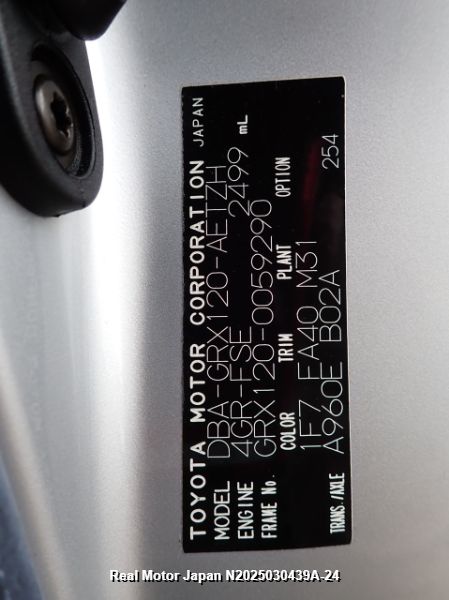 TOYOTA MOTOR CORPORATION JAPAN
MODEL DBA-GRX120-AETZH
ENGINE 4GR-FSE 2499 mL
FRAME No. GRX120-0059290
COLOR TRIM PLANT OPTION
1F7 FA40 M31
TRANS./AXLE A960E B02A 254
Real Motor Japan N2025030439A-24